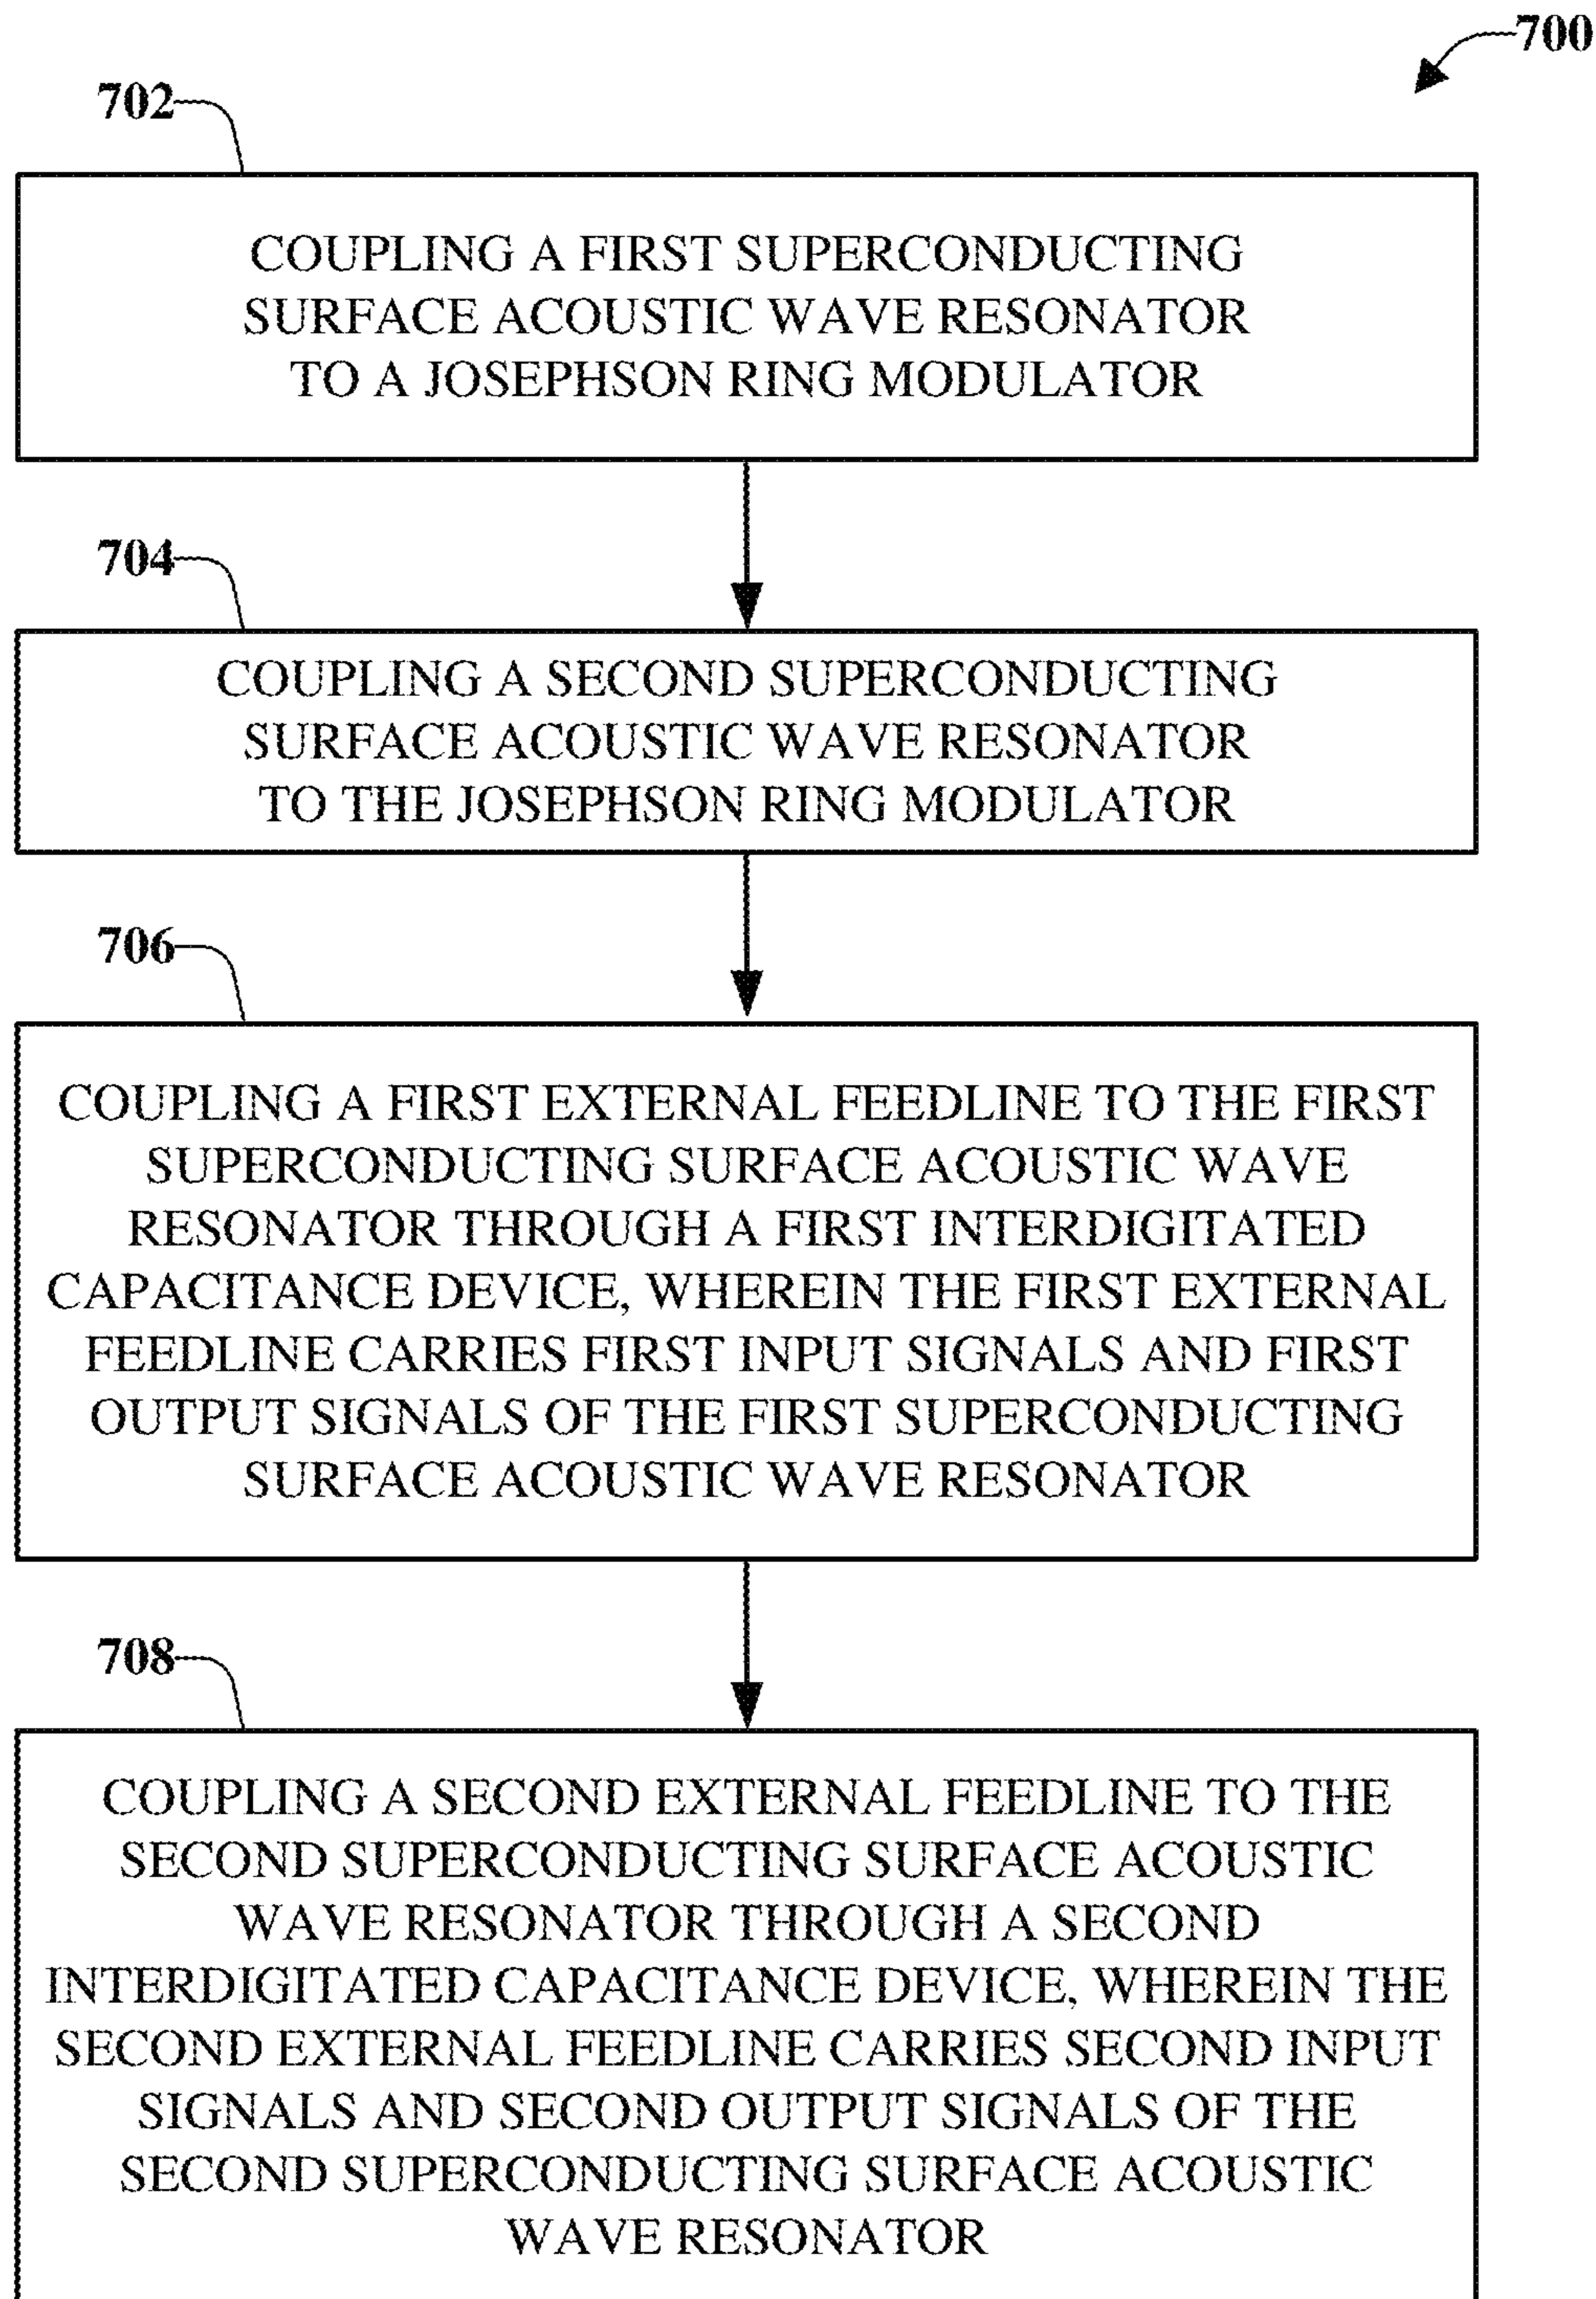 700
702
COUPLING A FIRST SUPERCONDUCTING
SURFACE ACOUSTIC WAVE RESONATOR
TO A JOSEPHSON RING MODULATOR
704
COUPLING A SECOND SUPERCONDUCTING
SURFACE ACOUSTIC WAVE RESONATOR
TO THE JOSEPHSON RING MODULATOR
706
COUPLING A FIRST EXTERNAL FEEDLINE TO THE FIRST
SUPERCONDUCTING SURFACE ACOUSTIC WAVE
RESONATOR THROUGH A FIRST INTERDIGITATED
CAPACITANCE DEVICE, WHEREIN THE FIRST EXTERNAL
FEEDLINE CARRIES FIRST INPUT SIGNALS AND FIRST
OUTPUT SIGNALS OF THE FIRST SUPERCONDUCTING
SURFACE ACOUSTIC WAVE RESONATOR
708
COUPLING A SECOND EXTERNAL FEEDLINE TO THE
SECOND SUPERCONDUCTING SURFACE ACOUSTIC
WAVE RESONATOR THROUGH A SECOND
INTERDIGITATED CAPACITANCE DEVICE, WHEREIN THE
SECOND EXTERNAL FEEDLINE CARRIES SECOND INPUT
SIGNALS AND SECOND OUTPUT SIGNALS OF THE
SECOND SUPERCONDUCTING SURFACE ACOUSTIC
WAVE RESONATOR